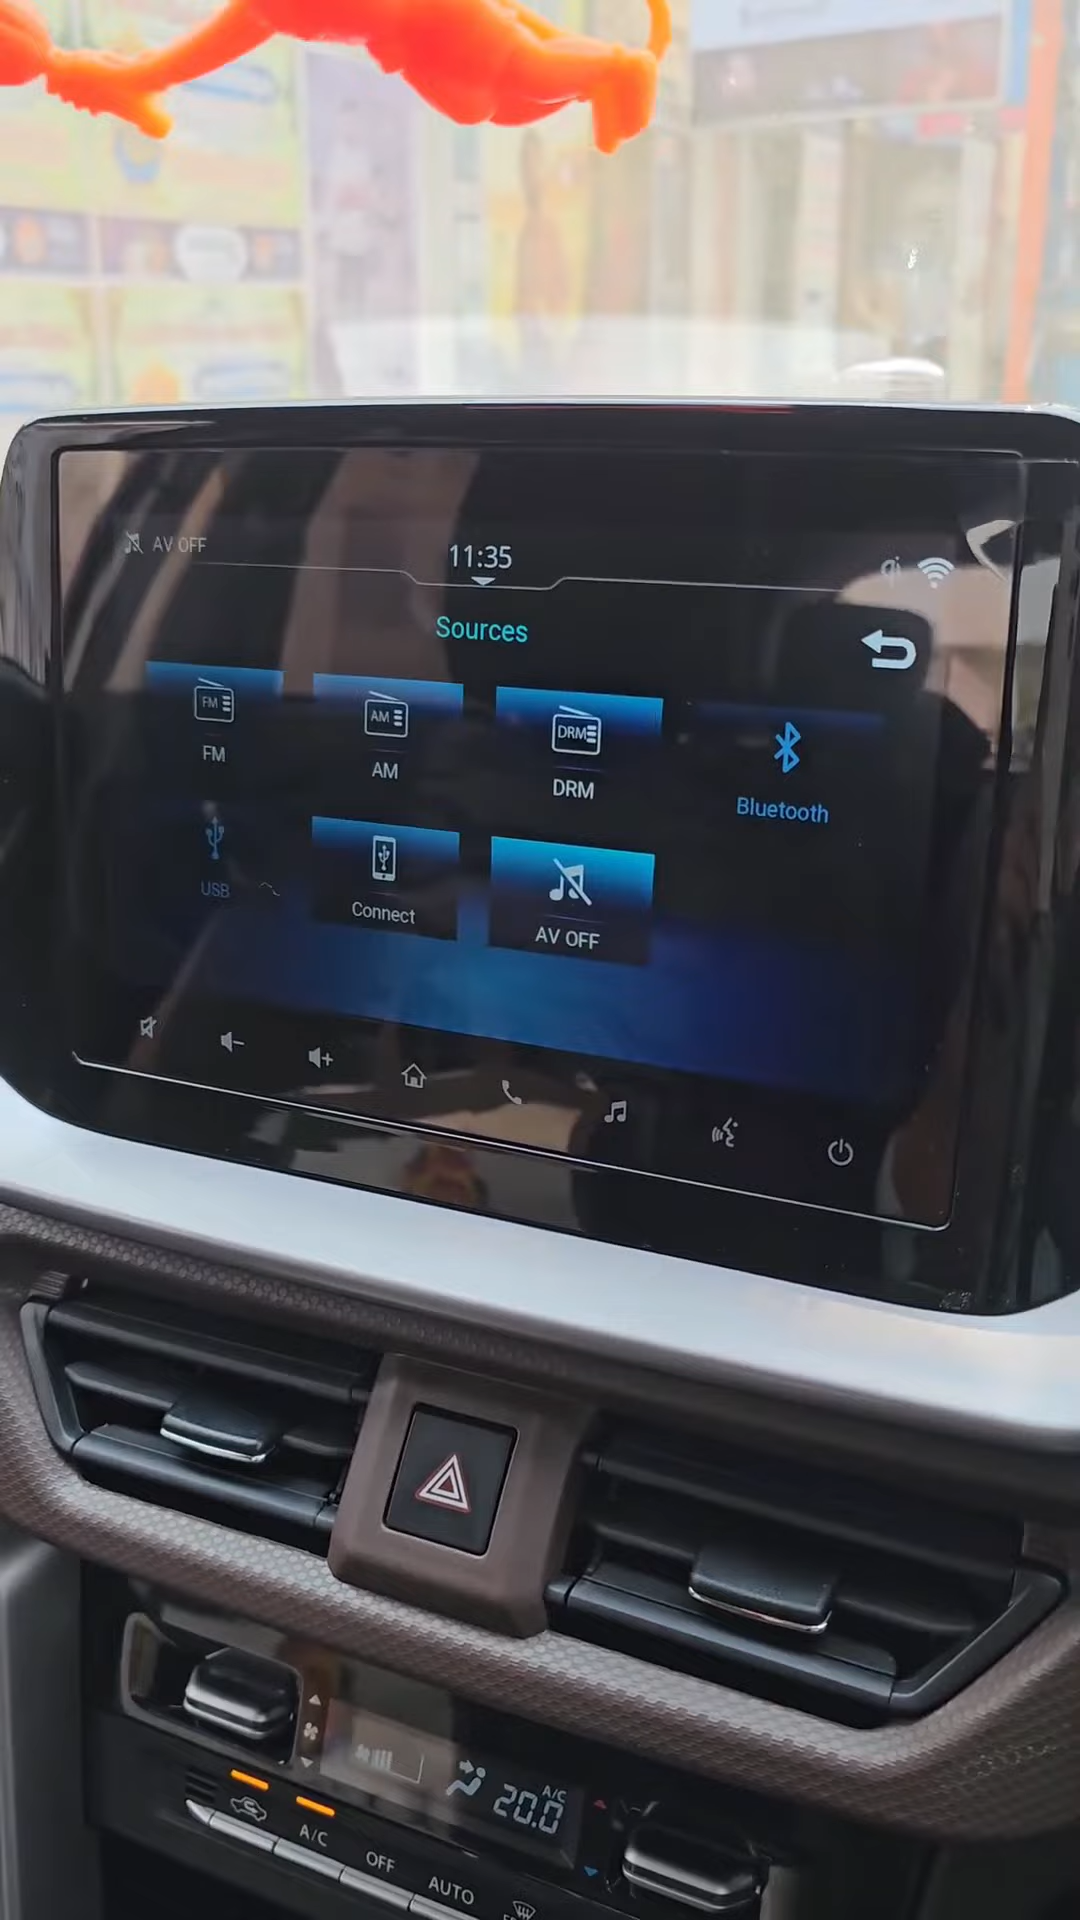 AV OFF
11:35
Sources
FM
FM
AM
AM
DRM
DRM
Bluetooth
USB
Connect
AV OFF
A/C
20.0
A/C
OFF
AUTO